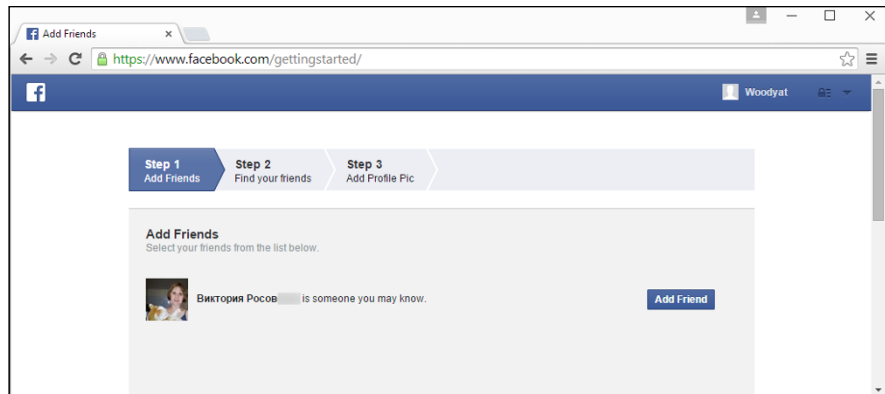 Add Friends
https://www.facebook.com/gettingstarted/
f
Woodyat
Step 1
Add Friends
Step 2
Find your friends
Step 3
Add Profile Pic
Add Friends
Select your friends from the list below.
Виктория Росов is someone you may know.
Add Friend